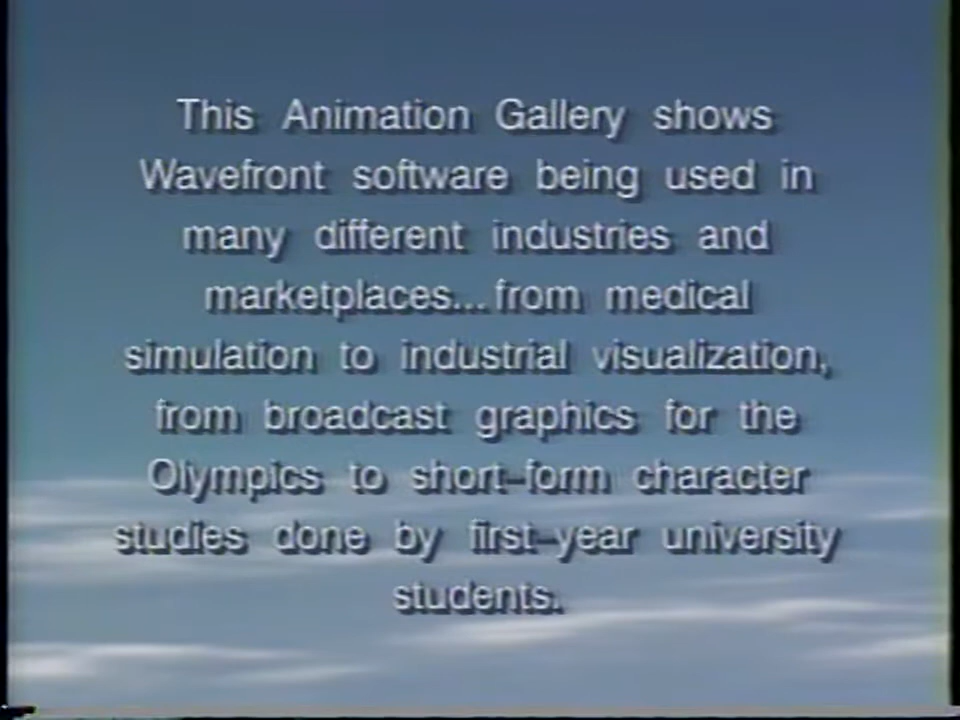 This Animation Gallery shows
Wavefront software being used in
many different industries and
marketplaces... from medical
simulation to industrial visualization,
from broadcast graphics for the
Olympics to short-form character
studies done by first-year university
students.